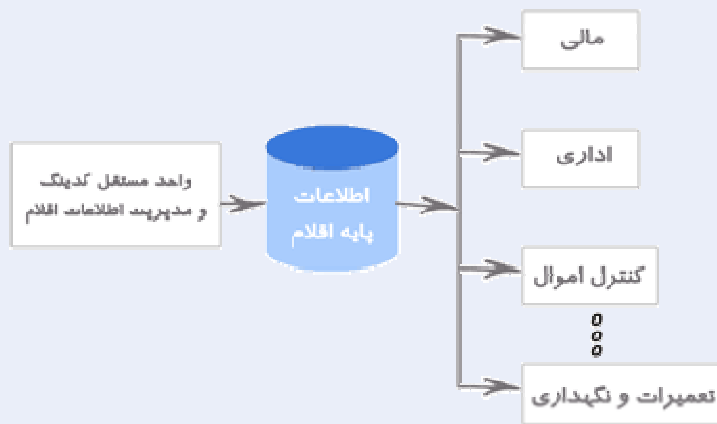 مالی
اداری
واحد مستقل کدینگ
و مدیریت اطلاعات اقلام
اطلاعات
پایه اقلام
کنترل اموال
تعمیرات و نگهداری